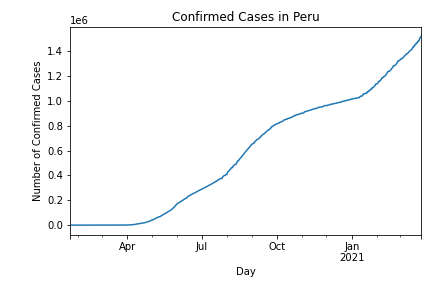 Confirmed Cases in Peru
1e6
Number of Confirmed Cases
1.4
1.2
1.0
0.8
0.6
0.4
0.2
0.0
Apr Jul Oct Jan
2021
Day